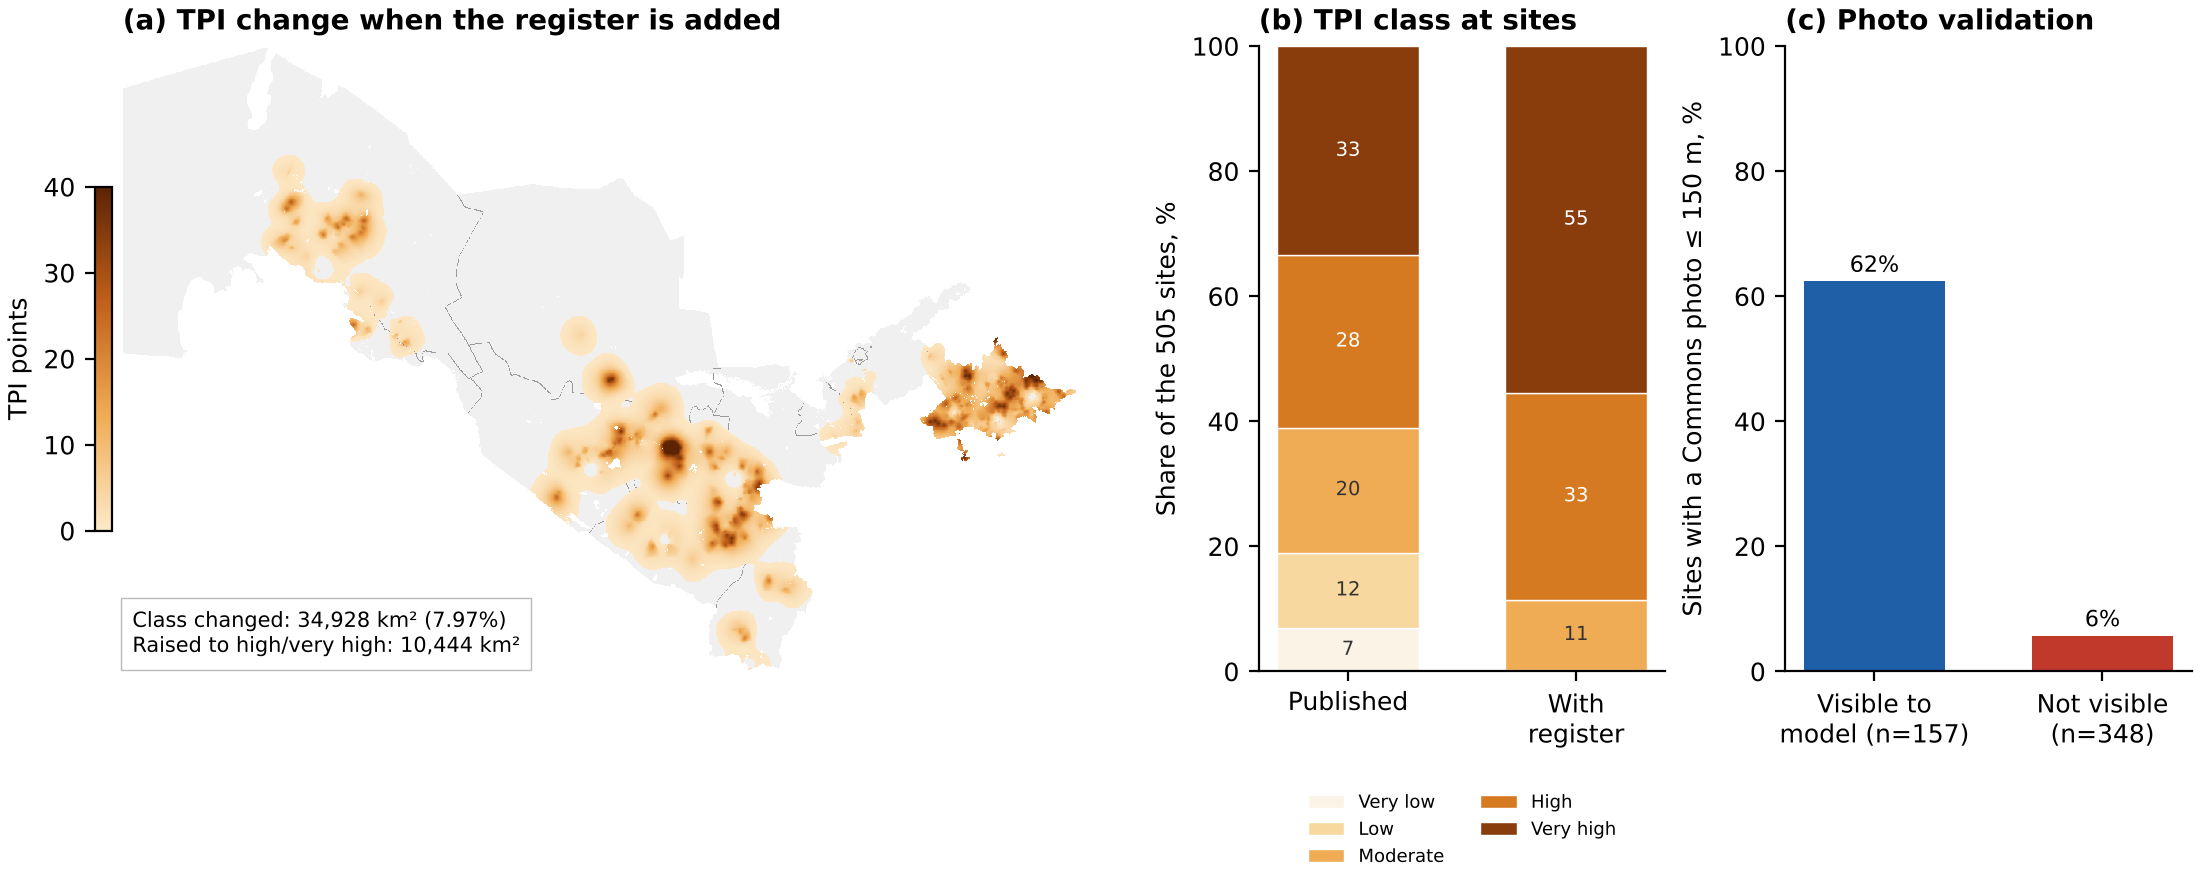 (a) TPI change when the register is added
TPI points
40
30
20
10
0
Class changed: 34,928 km² (7.97%)
Raised to high/very high: 10,444 km²
(b) TPI class at sites
Share of the 505 sites, %
100
80
60
40
20
0
33
28
20
12
7
55
33
11
Published
With
register
Very low
Low
Moderate
High
Very high
(c) Photo validation
Sites with a Commons photo ≤ 150 m, %
100
80
60
40
20
0
62%
6%
Visible to
model (n=157)
Not visible
(n=348)